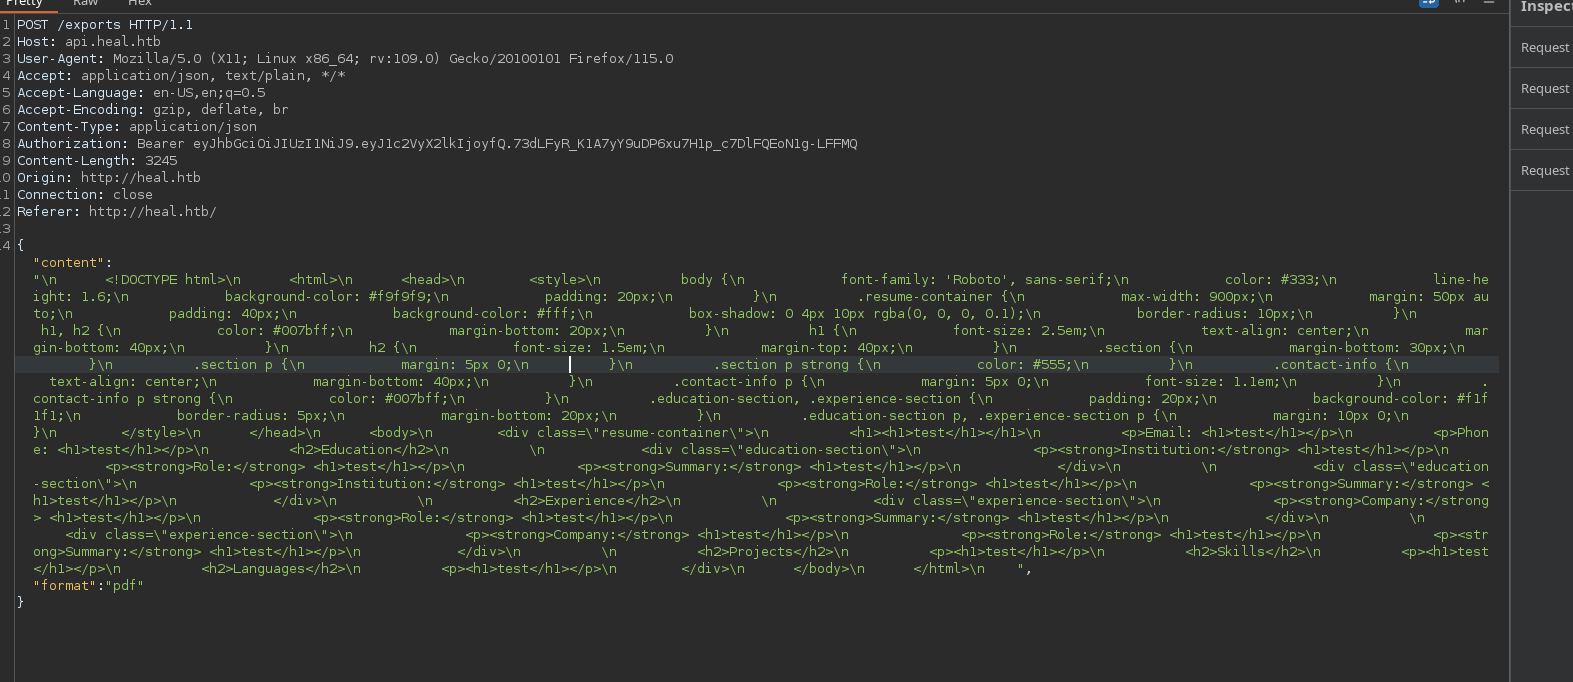 Pretty Raw Hex
Inspect
1 POST /exports HTTP/1.1
2 Host: api.heal.htb
3 User-Agent: Mozilla/5.0 (X11; Linux x86_64; rv:109.0) Gecko/20100101 Firefox/115.0
4 Accept: application/json, text/plain, */*
5 Accept-Language: en-US,en;q=0.5
6 Accept-Encoding: gzip, deflate, br
7 Content-Type: application/json
8 Authorization: Bearer eyJhbGciOiJIUzI1NiJ9.eyJ1c2VyX2lkIjoyfQ.73dLFyR_K1A7yY9uDP6xu7H1p_c7DlFQEoN1g-LFFMQ
9 Content-Length: 3245
0 Origin: http://heal.htb
1 Connection: close
2 Referer: http://heal.htb/
3
4 {
"content":
"\n <!DOCTYPE html>\n <html>\n <head>\n <style>\n body {\n font-family: 'Roboto', sans-serif;\n color: #333;\n line-he
ight: 1.6;\n background-color: #f9f9f9;\n padding: 20px;\n }\n .resume-container {\n max-width: 900px;\n margin: 50px au
to;\n padding: 40px;\n background-color: #fff;\n box-shadow: 0 4px 10px rgba(0, 0, 0, 0.1);\n border-radius: 10px;\n }\n
h1, h2 {\n color: #007bff;\n margin-bottom: 20px;\n }\n h1 {\n font-size: 2.5em;\n text-align: center;\n mar
gin-bottom: 40px;\n }\n h2 {\n font-size: 1.5em;\n margin-top: 40px;\n }\n .section {\n margin-bottom: 30px;\n
}\n .section p {\n margin: 5px 0;\n }\n .section p strong {\n color: #555;\n }\n .contact-info {\n
text-align: center;\n margin-bottom: 40px;\n }\n .contact-info p {\n margin: 5px 0;\n font-size: 1.1em;\n }\n .
contact-info p strong {\n color: #007bff;\n }\n .education-section, .experience-section {\n padding: 20px;\n background-color: #f1f
1f1;\n border-radius: 5px;\n margin-bottom: 20px;\n }\n .education-section p, .experience-section p {\n margin: 10px 0;\n
}\n </style>\n </head>\n <body>\n <div class=\"resume-container\">\n <h1><h1>test</h1></h1>\n <p>Email: <h1>test</h1></p>\n <p>Phon
e: <h1>test</h1></p>\n <h2>Education</h2>\n \n <div class=\"education-section\">\n <p><strong>Institution:</strong> <h1>test</h1></p>\n
<p><strong>Role:</strong> <h1>test</h1></p>\n <p><strong>Summary:</strong> <h1>test</h1></p>\n </div>\n \n <div class=\"education
-section\">\n <p><strong>Institution:</strong> <h1>test</h1></p>\n <p><strong>Role:</strong> <h1>test</h1></p>\n <p><strong>Summary:</strong> <
h1>test</h1></p>\n </div>\n \n <h2>Experience</h2>\n \n <div class=\"experience-section\">\n <p><strong>Company:</strong
> <h1>test</h1></p>\n <p><strong>Role:</strong> <h1>test</h1></p>\n <p><strong>Summary:</strong> <h1>test</h1></p>\n </div>\n \n
<div class=\"experience-section\">\n <p><strong>Company:</strong> <h1>test</h1></p>\n <p><strong>Role:</strong> <h1>test</h1></p>\n <p><str
ong>Summary:</strong> <h1>test</h1></p>\n </div>\n \n <h2>Projects</h2>\n <p><h1>test</h1></p>\n <h2>Skills</h2>\n <p><h1>test
</h1></p>\n <h2>Languages</h2>\n <p><h1>test</h1></p>\n </div>\n </body>\n </html>\n ",
"format":"pdf"
}
Request
Request
Request
Request